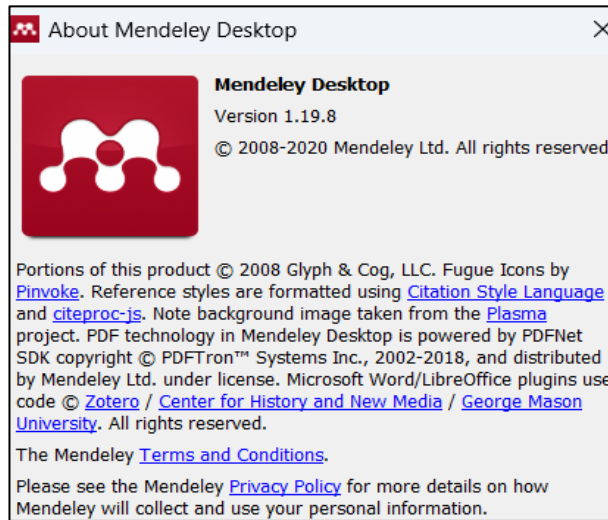 About Mendeley Desktop
Mendeley Desktop
Version 1.19.8
© 2008-2020 Mendeley Ltd. All rights reserved
Portions of this product © 2008 Glyph & Cog, LLC. Fugue Icons by
Pinvoke. Reference styles are formatted using Citation Style Language
and citeproc-js. Note background image taken from the Plasma
project. PDF technology in Mendeley Desktop is powered by PDFNet
SDK copyright © PDFTron™ Systems Inc., 2002-2018, and distributed
by Mendeley Ltd. under license. Microsoft Word/LibreOffice plugins use
code © Zotero / Center for History and New Media / George Mason
University. All rights reserved.
The Mendeley Terms and Conditions.
Please see the Mendeley Privacy Policy for more details on how
Mendeley will collect and use your personal information.